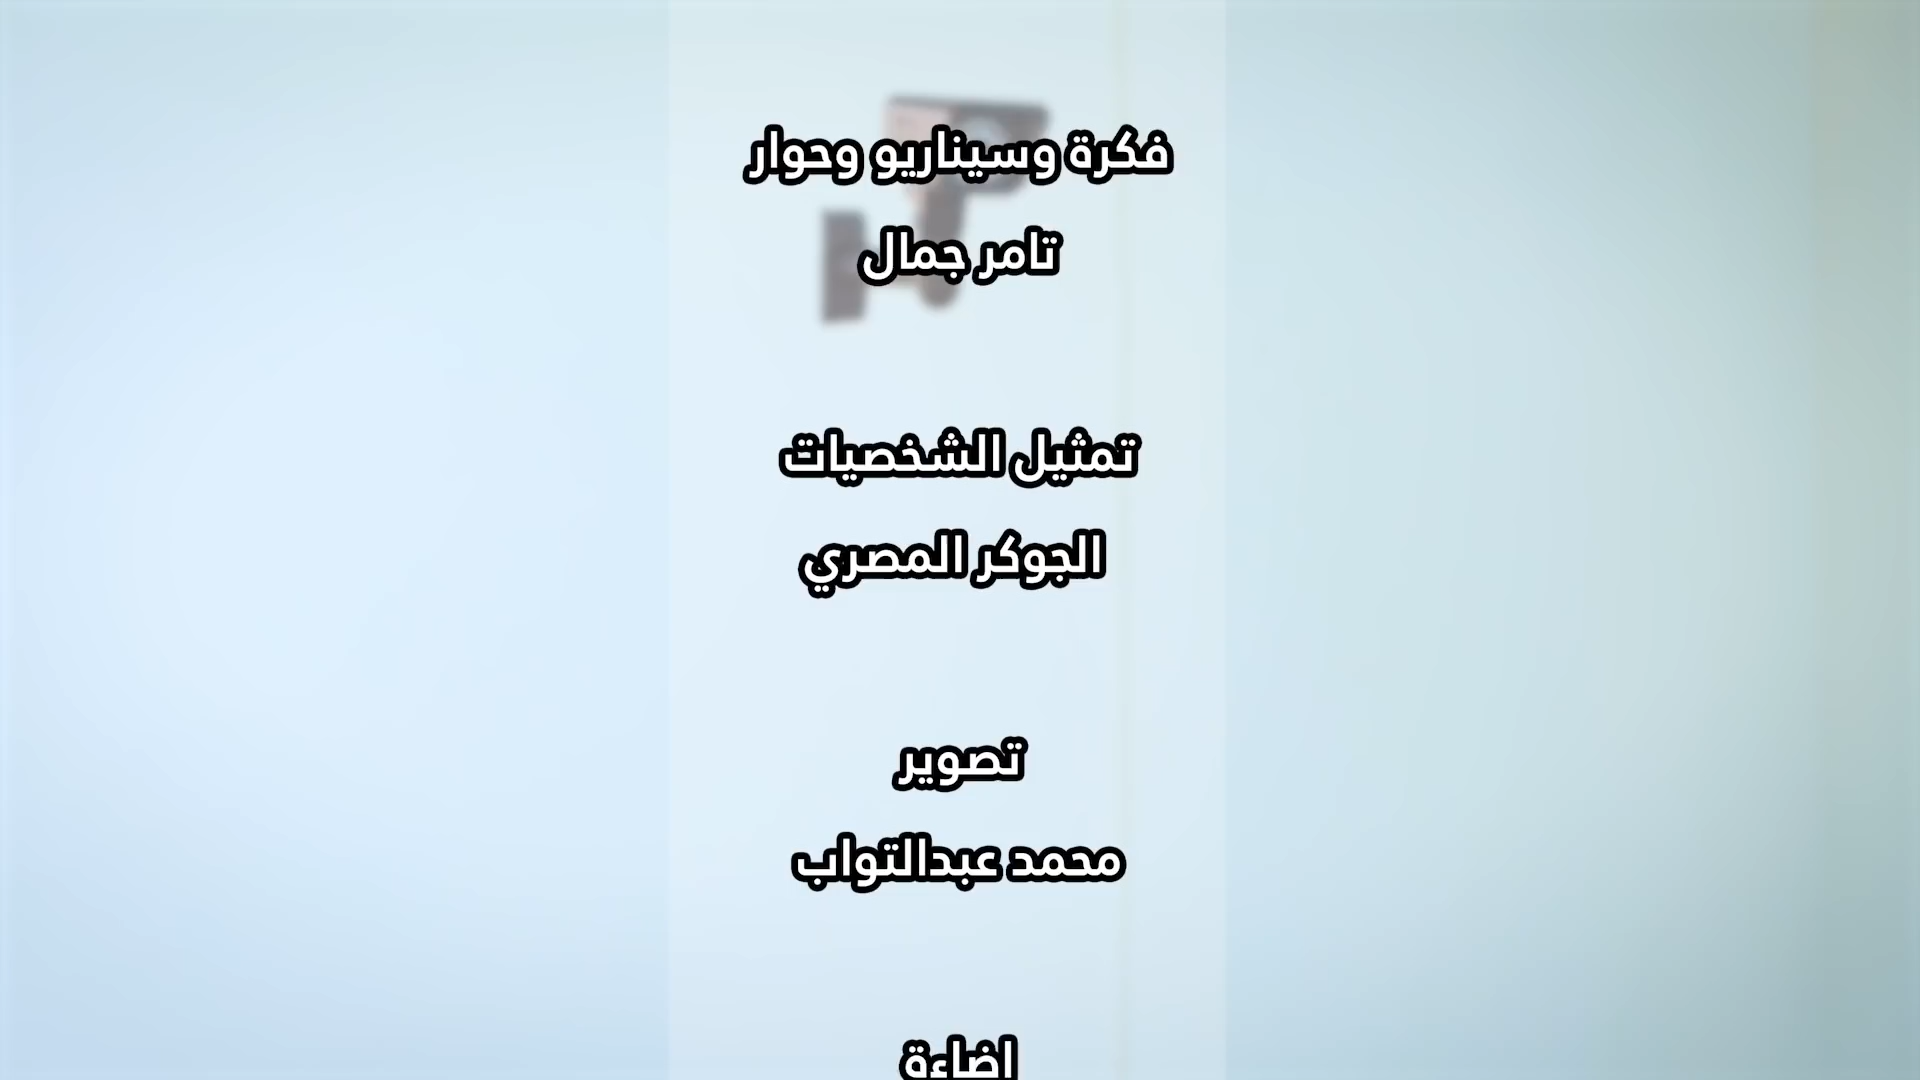 فكرة وسيناريو وحوار
تامر جمال
تمثيل الشخصيات
الجوكر المصري
تصوير
محمد عبدالتواب
اضاءة